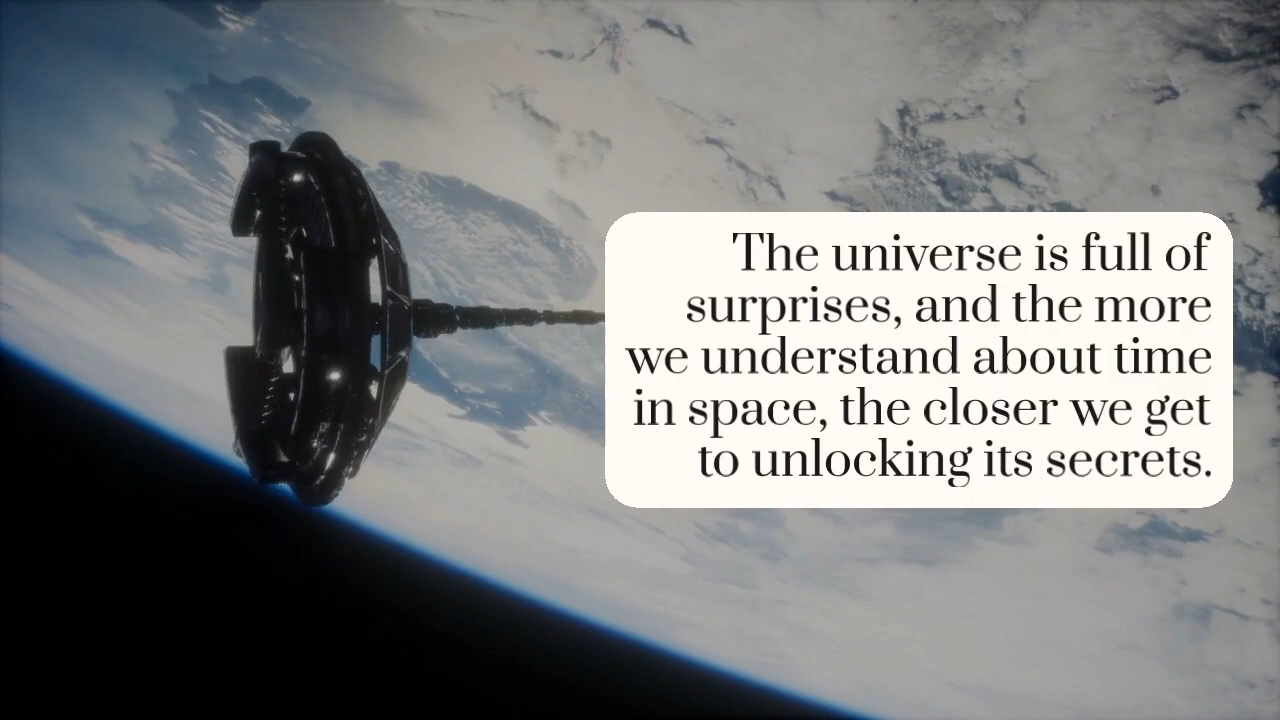 The universe is full of
surprises, and the more
we understand about time
in space, the closer we get
to unlocking its secrets.